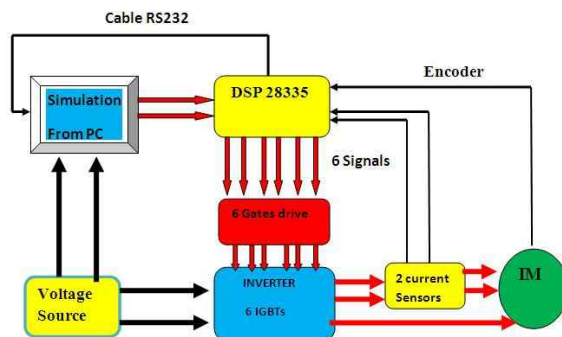 Cable RS232
Simulation
From PC
DSP 28335
Encoder
6 Signals
6 Gates drive
Voltage
Source
INVERTER
6 IGBTs
2 current
Sensors
IM